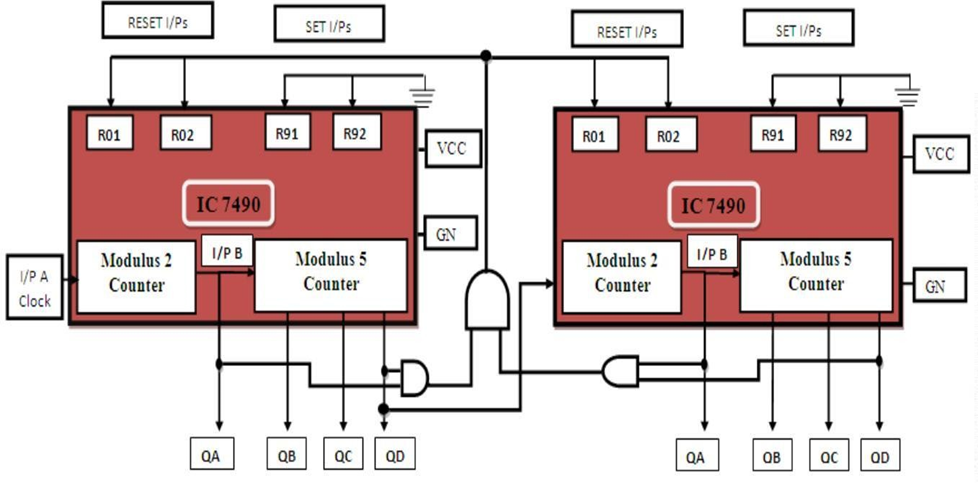 RESET I/Ps
SET I/Ps
RESET I/Ps
SET I/Ps
R01
R02
R91
R92
VCC
IC 7490
GN
I/P A
Clock
Modulus 2
Counter
I/P B
Modulus 5
Counter
QA
QB
QC
QD
R01
R02
R91
R92
VCC
IC 7490
GN
Modulus 2
Counter
I/P B
Modulus 5
Counter
QA
QB
QC
QD